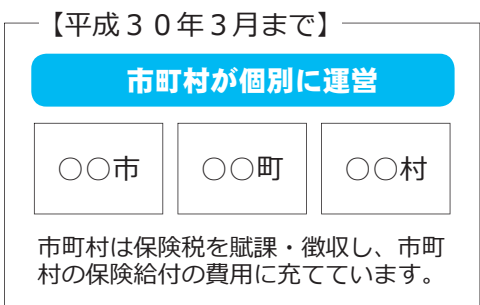 【平成３０年３月まで】
市町村が個別に運営
○○市
○○町
○○村
市町村は保険税を賦課・徴収し、市町
村の保険給付の費用に充てています。